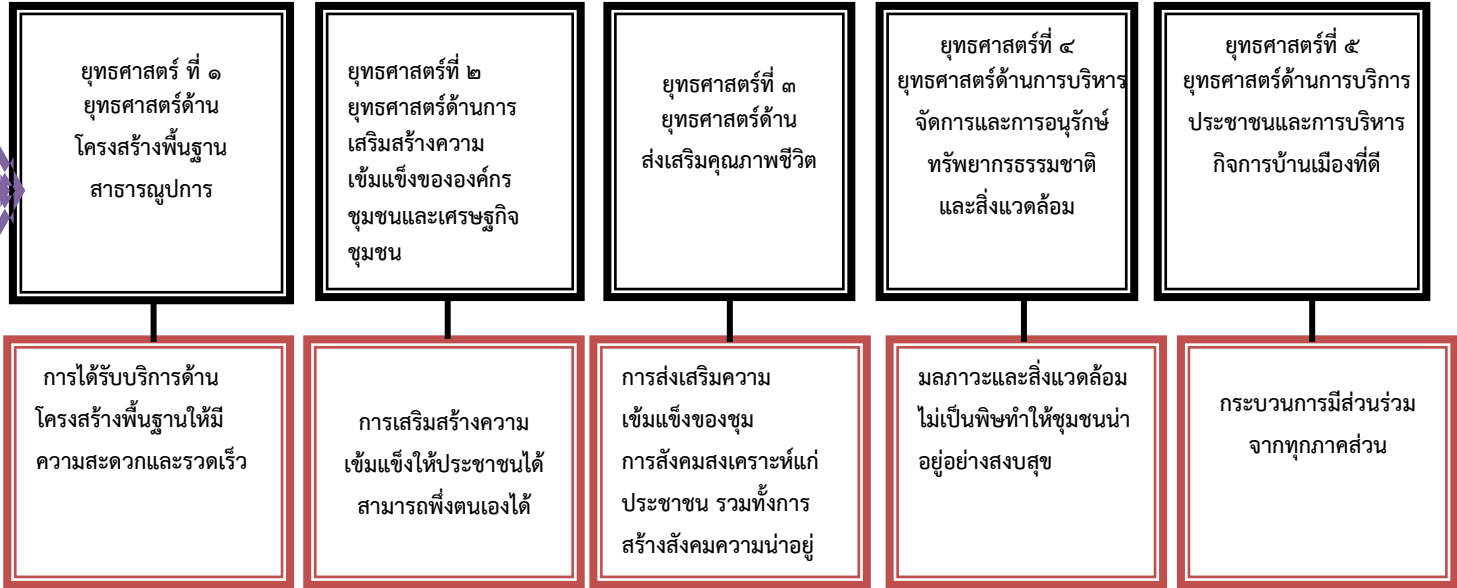 ยุทธศาสตร์ ที่ ๑
ยุทธศาสตร์ด้าน
โครงสร้างพื้นฐาน
สาธารณูปการ
ยุทธศาสตร์ที่ ๒
ยุทธศาสตร์ด้านการ
เสริมสร้างความ
เข้มแข็งขององค์กร
ชุมชนและเศรษฐกิจ
ชุมชน
ยุทธศาสตร์ที่ ๓
ยุทธศาสตร์ด้าน
ส่งเสริมคุณภาพชีวิต
ยุทธศาสตร์ที่ ๔
ยุทธศาสตร์ด้านการบริหาร
จัดการและการอนุรักษ์
ทรัพยากรธรรมชาติ
และสิ่งแวดล้อม
ยุทธศาสตร์ที่ ๕
ยุทธศาสตร์ด้านการบริการ
ประชาชนและการบริหาร
กิจการบ้านเมืองที่ดี
การได้รับบริการด้าน
โครงสร้างพื้นฐานให้มี
ความสะดวกและรวดเร็ว
การเสริมสร้างความ
เข้มแข็งให้ประชาชนได้
สามารถพึ่งตนเองได้
การส่งเสริมความ
เข้มแข็งของชุม
การสังคมสงเคราะห์แก่
ประชาชน รวมทั้งการ
สร้างสังคมความน่าอยู่
มลภาวะและสิ่งแวดล้อม
ไม่เป็นพิษทำให้ชุมชนน่า
อยู่อย่างสงบสุข
กระบวนการมีส่วนร่วม
จากทุกภาคส่วน